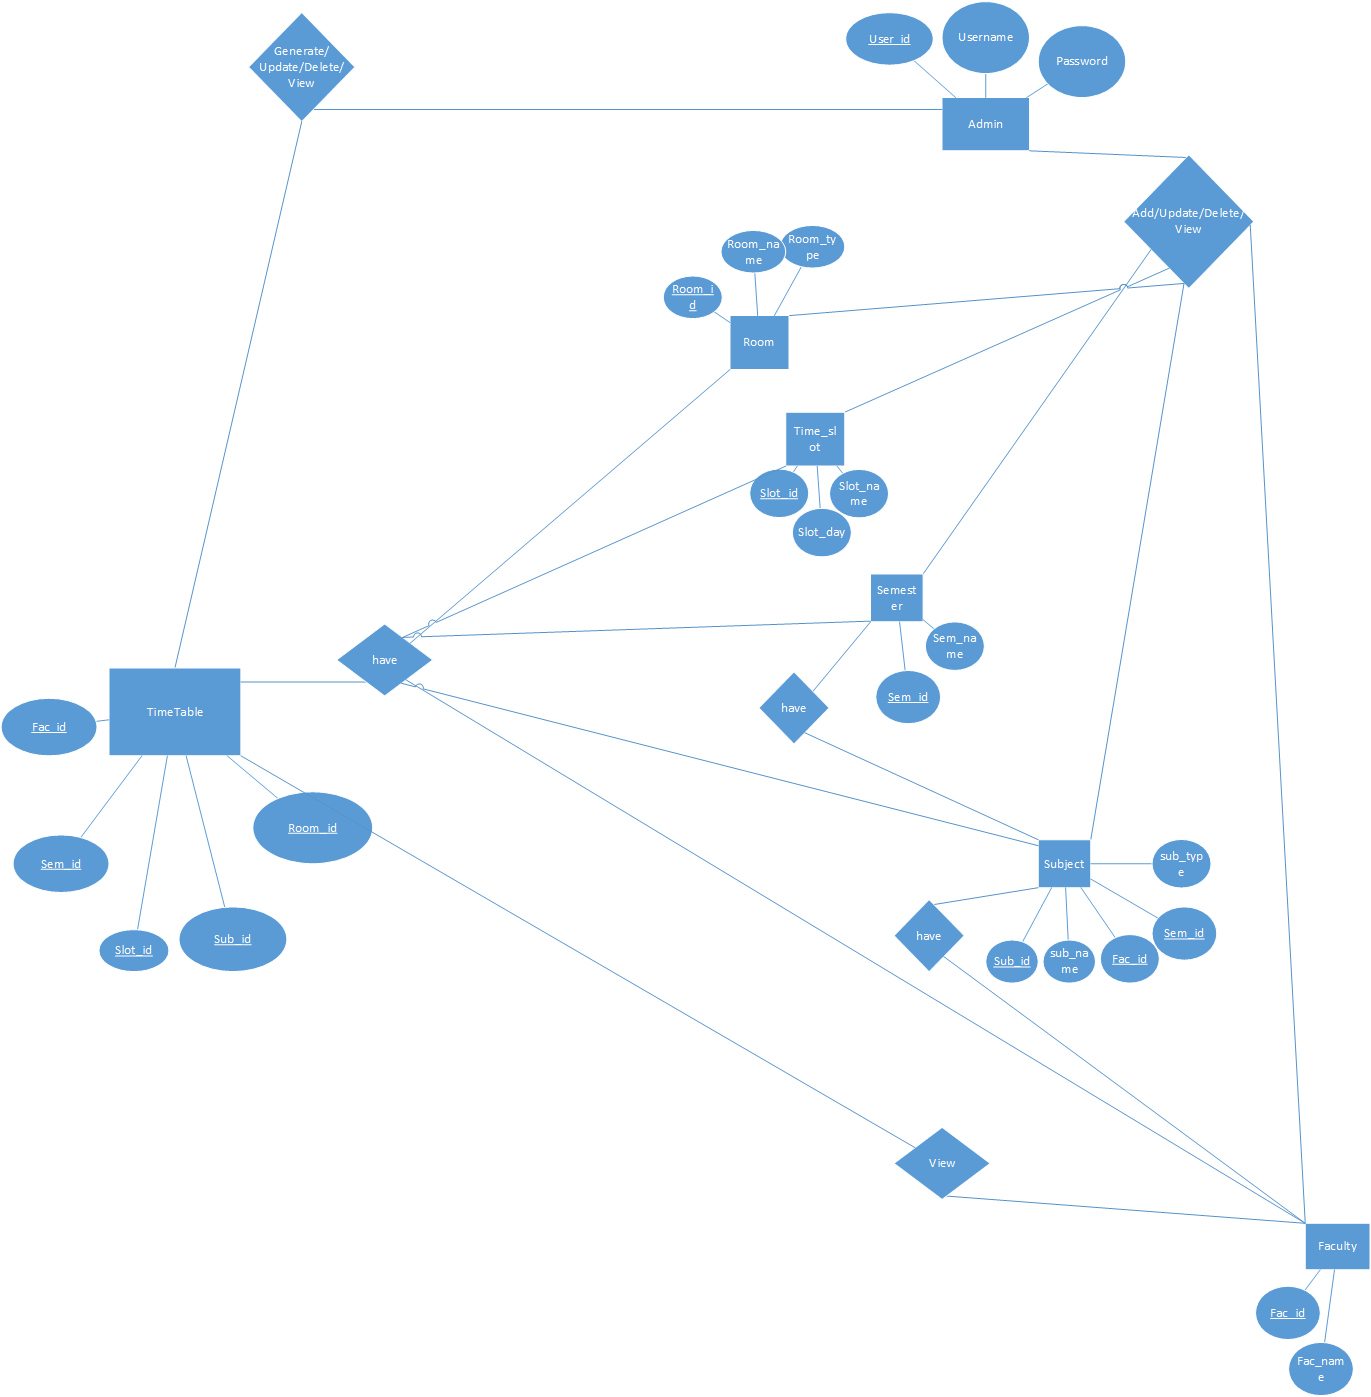 Generate/
Update/Delete/
View
User_id
Username
Password
Admin
Add/Update/Delete/
View
Room_na
me
Room_ty
pe
Room_i
d
Room
Time_sl
ot
Slot_id
Slot_na
me
Slot_day
Semest
er
Sem_na
me
Sem_id
have
have
TimeTable
Fac_id
Room_id
Sem_id
Slot_id
Sub_id
Subject
sub_typ
e
have
Sub_id
sub_na
me
Fac_id
Sem_id
View
Faculty
Fac_id
Fac_nam
e